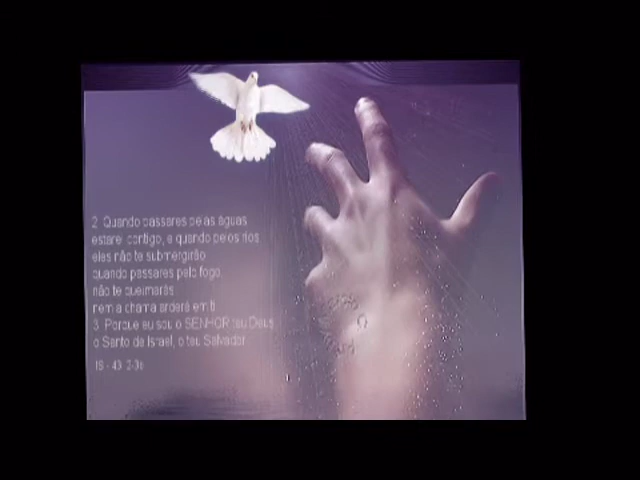 2 Quando passares pelas águas
estarei contigo, e quando pelos rios,
eles não te submergirão
quando passares pelo fogo,
não te queimarás,
nem a chama arderá em ti
3 Porque eu sou o SENHOR teu Deus
o Santo de Israel, o teu Salvador
IS - 43 2-3a